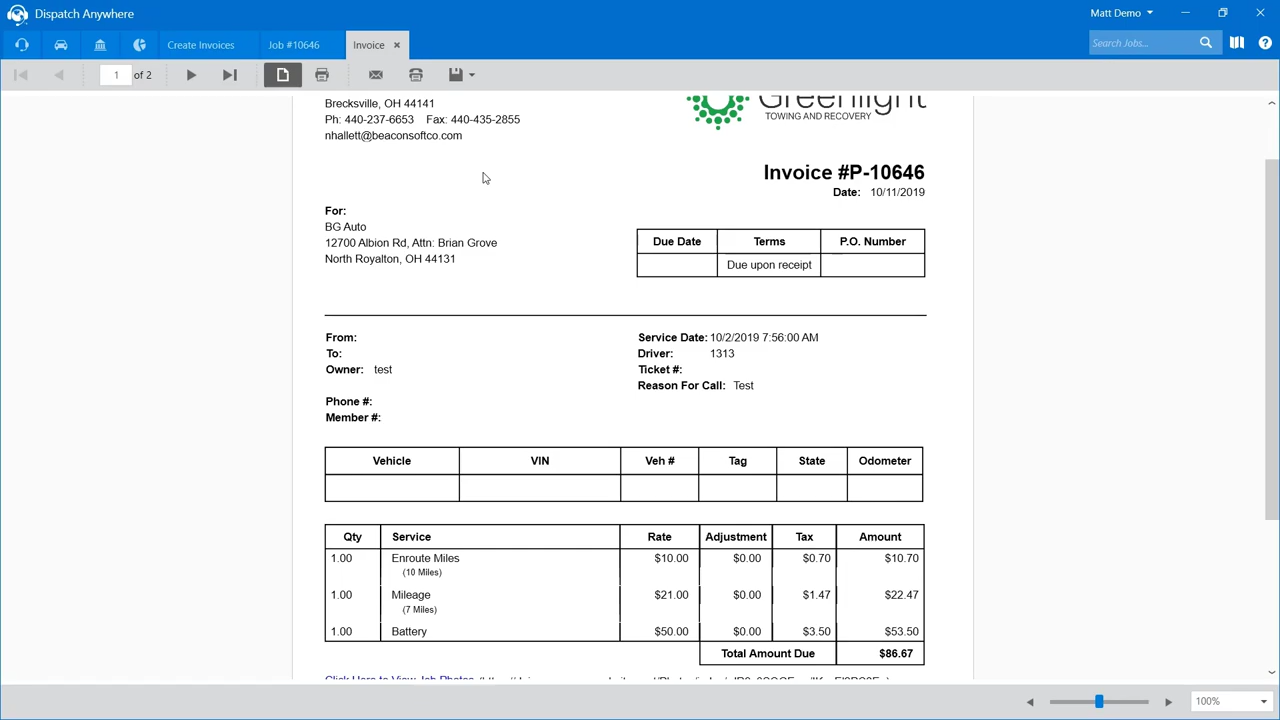 Dispatch Anywhere
Matt Demo
Create Invoices
Job #10646
Invoice
Search Jobs...
1 of 2
Brecksville, OH 44141
Ph: 440-237-6653 Fax: 440-435-2855
nhallett@beaconsoftco.com
Greenlight
TOWING AND RECOVERY
Invoice #P-10646
Date: 10/11/2019
For:
BG Auto
12700 Albion Rd, Attn: Brian Grove
North Royalton, OH 44131
Due Date Terms P.O. Number
Due upon receipt
From:
To:
Owner: test
Phone #:
Member #:
Service Date: 10/2/2019 7:56:00 AM
Driver: 1313
Ticket #:
Reason For Call: Test
Vehicle VIN Veh # Tag State Odometer
Qty Service Rate Adjustment Tax Amount
1.00 Enroute Miles $10.00 $0.00 $0.70 $10.70
(10 Miles)
1.00 Mileage $21.00 $0.00 $1.47 $22.47
(7 Miles)
1.00 Battery $50.00 $0.00 $3.50 $53.50
Total Amount Due $86.67
Click Here to View Job Photos
100%